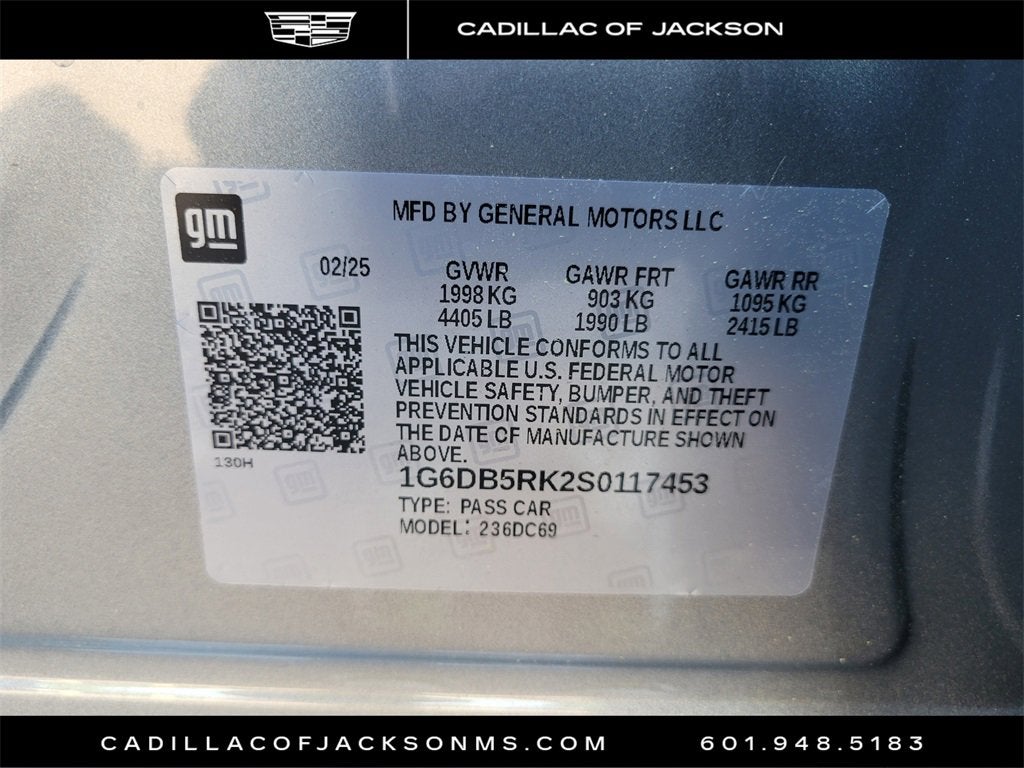 CADILLAC OF JACKSON
gm
MFD BY GENERAL MOTORS LLC
02/25
GVWR GAWR FRT GAWR RR
1998 KG 903 KG 1095 KG
4405 LB 1990 LB 2415 LB
THIS VEHICLE CONFORMS TO ALL
APPLICABLE U.S. FEDERAL MOTOR
VEHICLE SAFETY, BUMPER, AND THEFT
PREVENTION STANDARDS IN EFFECT ON
THE DATE OF MANUFACTURE SHOWN
ABOVE.
130H
1G6DB5RK2S0117453
TYPE: PASS CAR
MODEL: 236DC69
CADILLACOFJACKSONMS.COM 601.948.5183